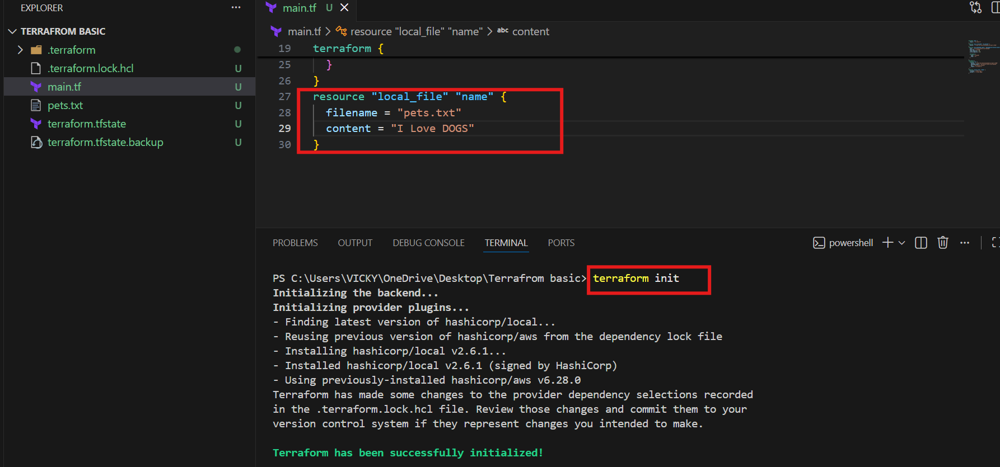 EXPLORER
TERRAFROM BASIC
.terraform
.terraform.lock.hcl U
main.tf U
pets.txt U
terraform.tfstate U
terraform.tfstate.backup U
main.tf U
main.tf > resource "local_file" "name" > abc content
19 terraform {
25 }
26 }
27 resource "local_file" "name" {
28 filename = "pets.txt"
29 content = "I Love DOGS"
30 }
PROBLEMS OUTPUT DEBUG CONSOLE TERMINAL PORTS
powershell
PS C:\Users\VICKY\OneDrive\Desktop\Terrafrom basic> terraform init
Initializing the backend...
Initializing provider plugins...
- Finding latest version of hashicorp/local...
- Reusing previous version of hashicorp/aws from the dependency lock file
- Installing hashicorp/local v2.6.1...
- Installed hashicorp/local v2.6.1 (signed by HashiCorp)
- Using previously-installed hashicorp/aws v6.28.0
Terraform has made some changes to the provider dependency selections recorded
in the .terraform.lock.hcl file. Review those changes and commit them to your
version control system if they represent changes you intended to make.
Terraform has been successfully initialized!